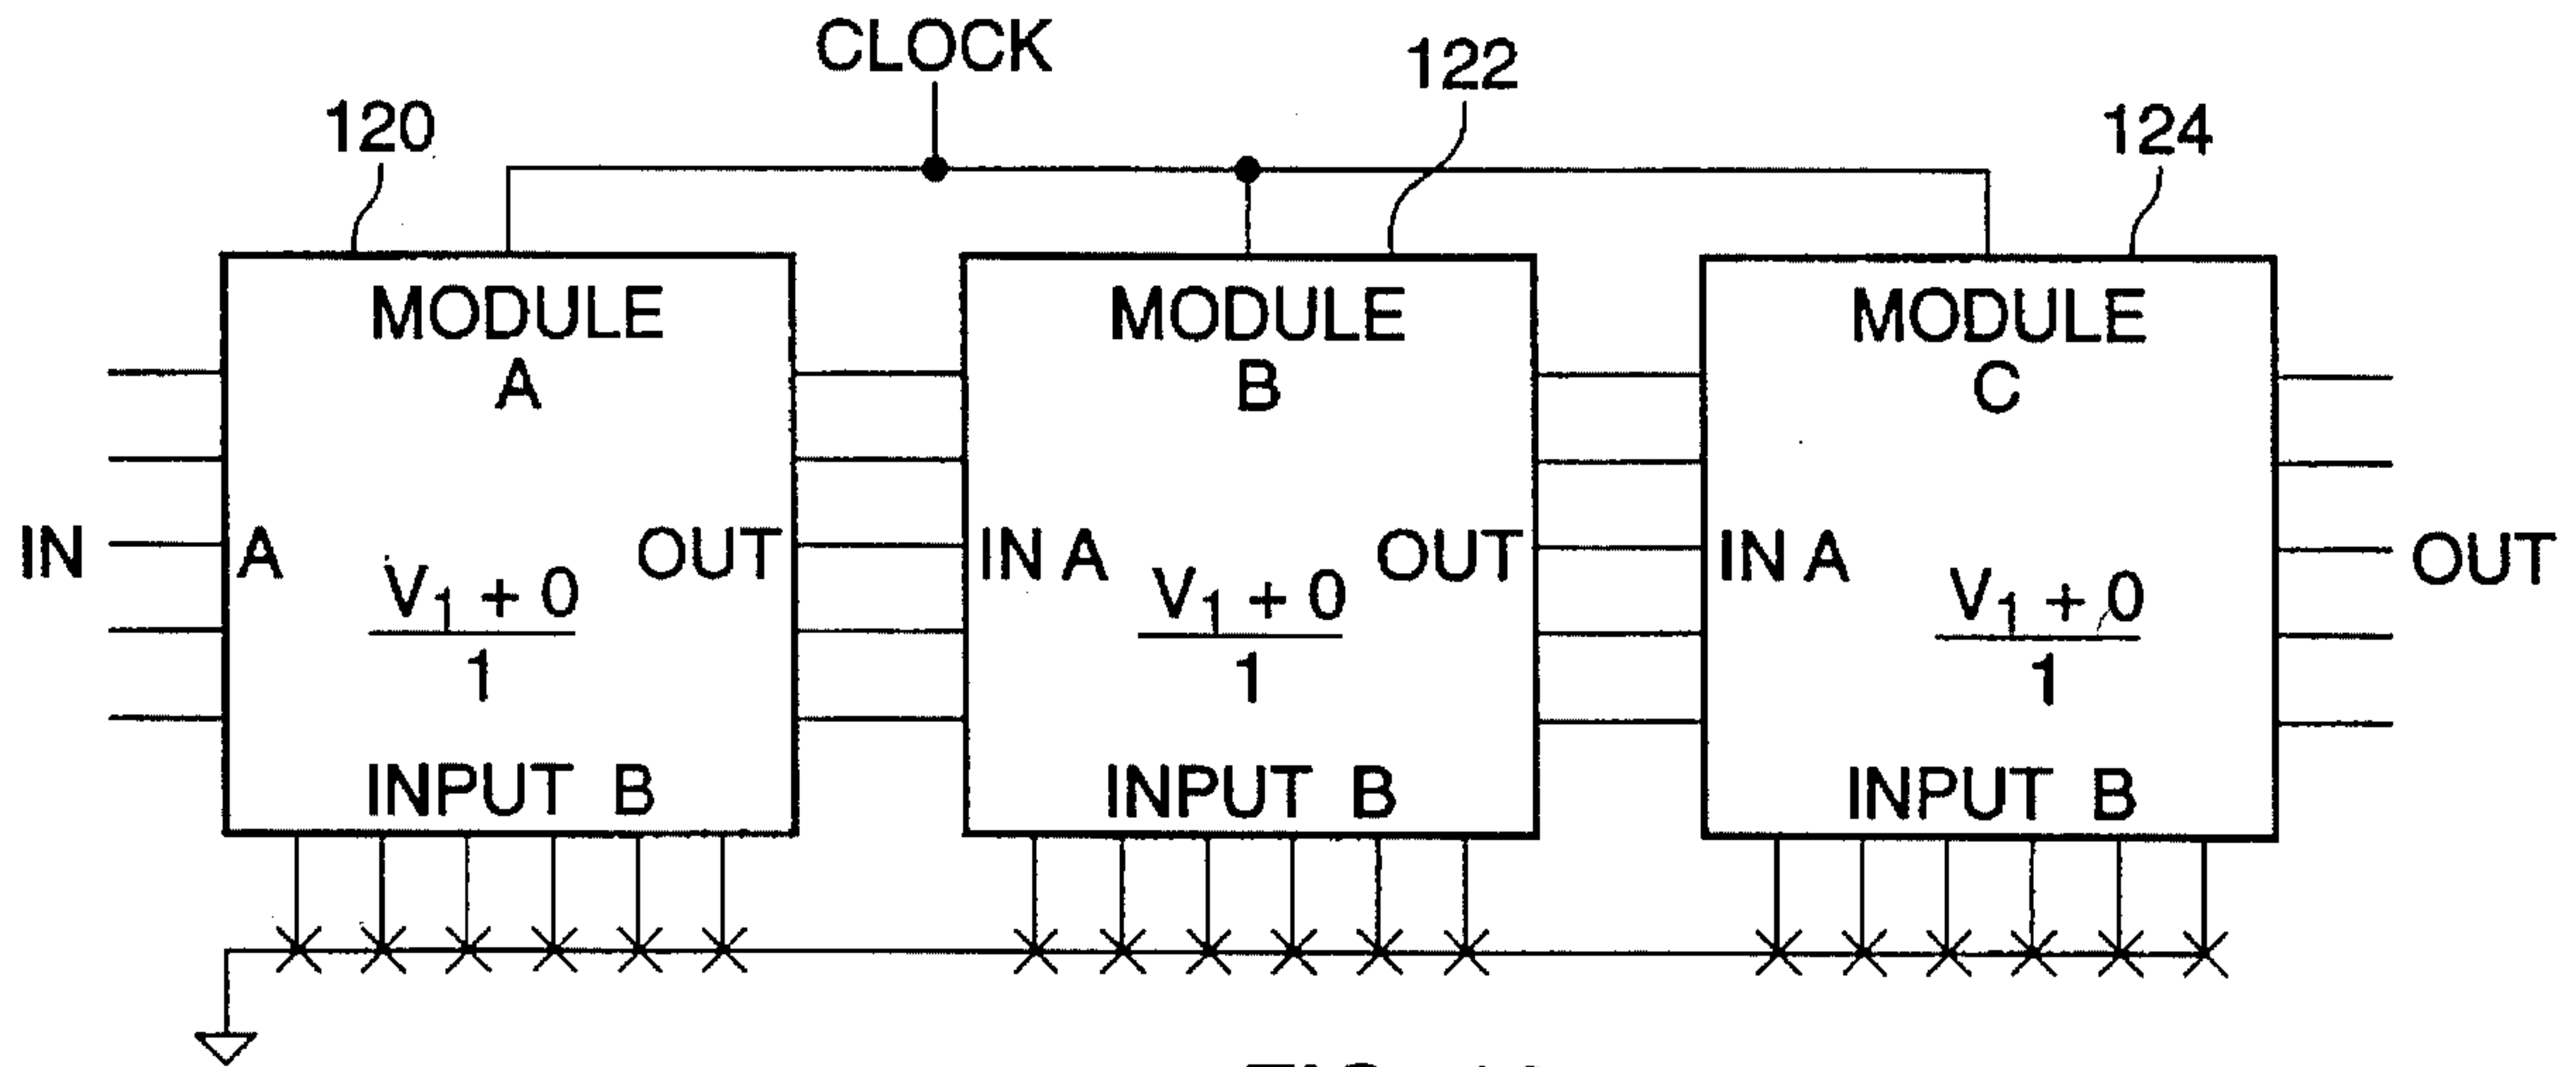 CLOCK
120
122
124
MODULE
A
IN
A
OUT
V1 + 0
1
INPUT B
MODULE
B
IN A
OUT
V1 + 0
1
INPUT B
MODULE
C
IN A
OUT
V1 + 0
1
INPUT B